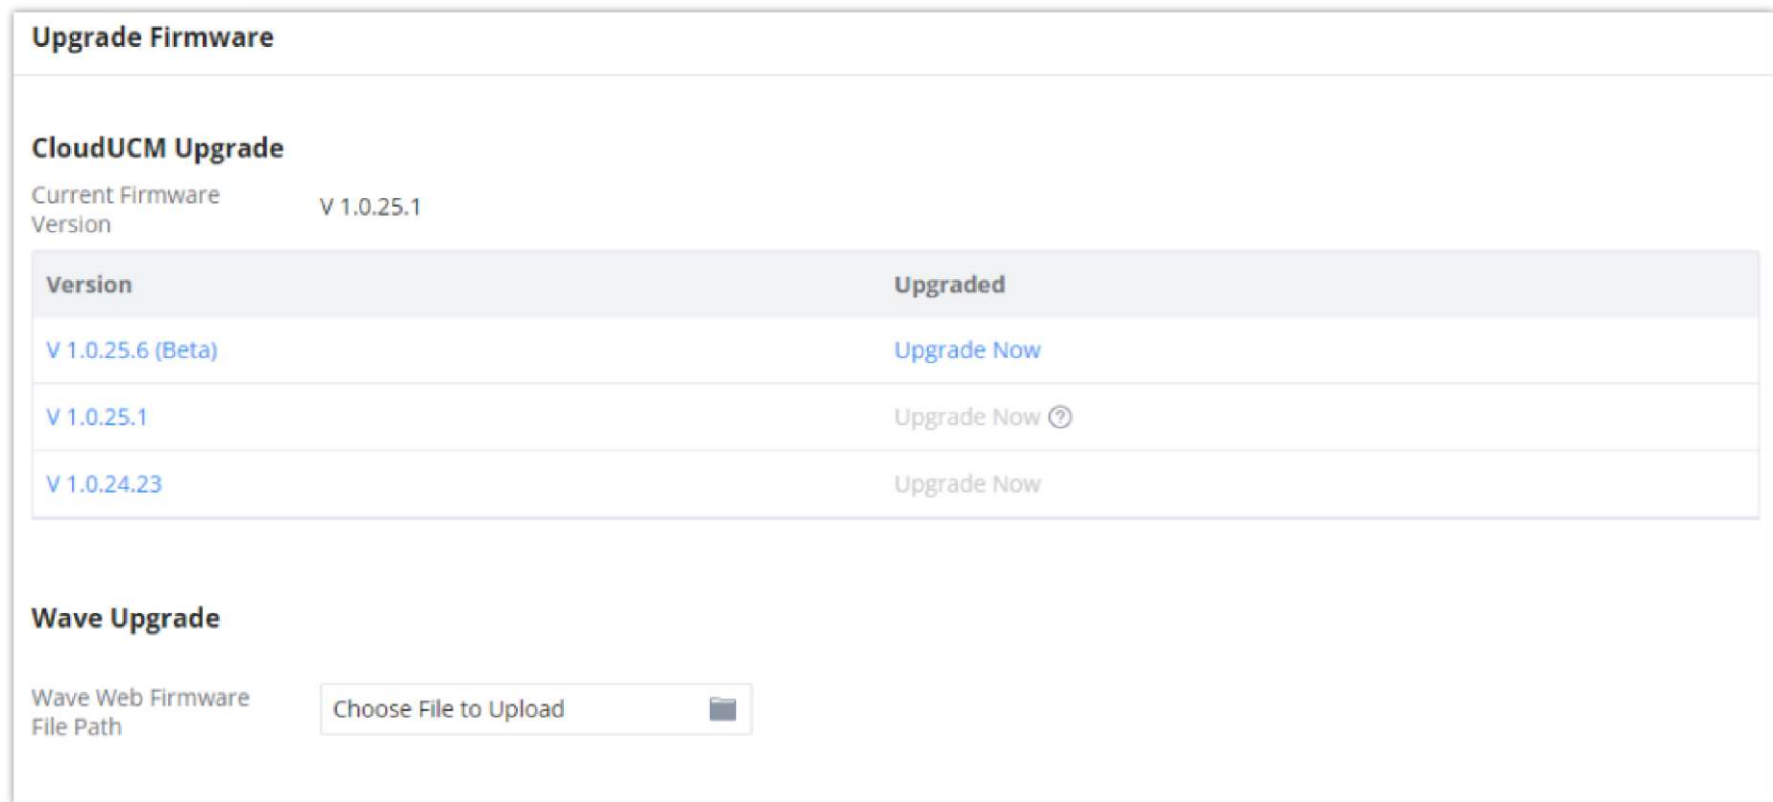 Upgrade Firmware
CloudUCM Upgrade
Current Firmware
Version
V 1.0.25.1
Version Upgraded
V 1.0.25.6 (Beta) Upgrade Now
V 1.0.25.1 Upgrade Now ?
V 1.0.24.23 Upgrade Now
Wave Upgrade
Wave Web Firmware
File Path
Choose File to Upload